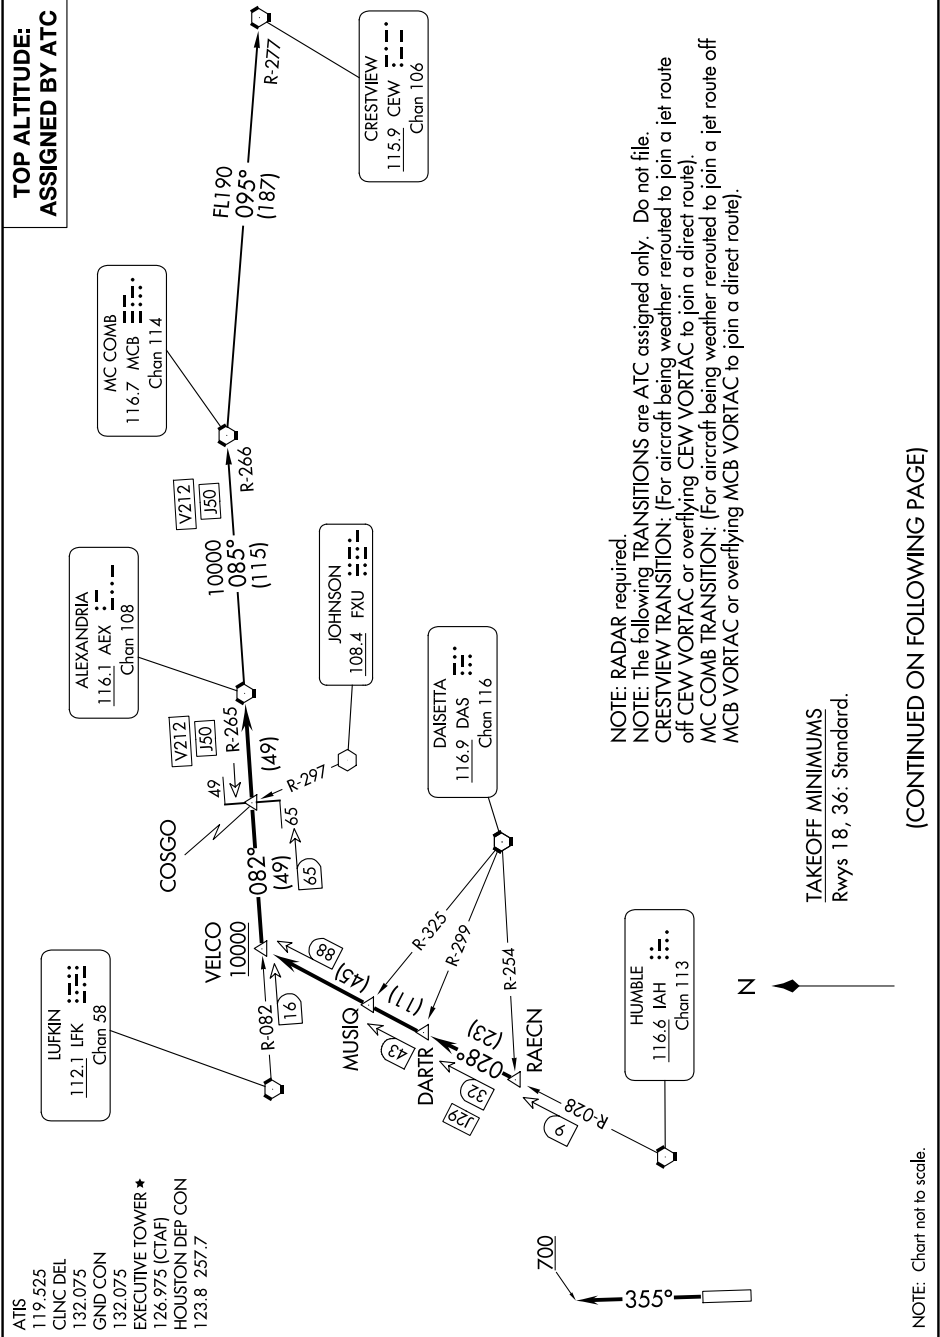 TOP ALTITUDE:
ASSIGNED BY ATC
ATIS
119.525
CLNC DEL
132.075
GND CON
132.075
EXECUTIVE TOWER ★
126.975 (CTAF)
HOUSTON DEP CON
123.8 257.7
LUFKIN
112.1 LFK
Chan 58
ALEXANDRIA
116.1 AEX
Chan 108
MC COMB
116.7 MCB
Chan 114
CRESTVIEW
115.9 CEW
Chan 106
JOHNSON
108.4 FXU
DAISETTA
116.9 DAS
Chan 116
HUMBLE
116.6 IAH
Chan 113
R-277
FL190
095°
(187)
R-266
V212
J50
10000
085°
(115)
V212
J50
R-265
(49)
49
COSGO
65
65
R-297
082°
(49)
VELCO
10000
R-082
16
88
(45)
MUSIQ
R-325
43
(11)
DARTR
R-299
32
J29
028°
(23)
RAECN
R-254
9
R-028
700
355°
N
NOTE: RADAR required.
NOTE: The following TRANSITIONS are ATC assigned only. Do not file.
CRESTVIEW TRANSITION: (For aircraft being weather rerouted to join a jet route
off CEW VORTAC or overflying CEW VORTAC to join a direct route).
MC COMB TRANSITION: (For aircraft being weather rerouted to join a jet route off
MCB VORTAC or overflying MCB VORTAC to join a direct route).
TAKEOFF MINIMUMS
Rwys 18, 36: Standard.
(CONTINUED ON FOLLOWING PAGE)
NOTE: Chart not to scale.